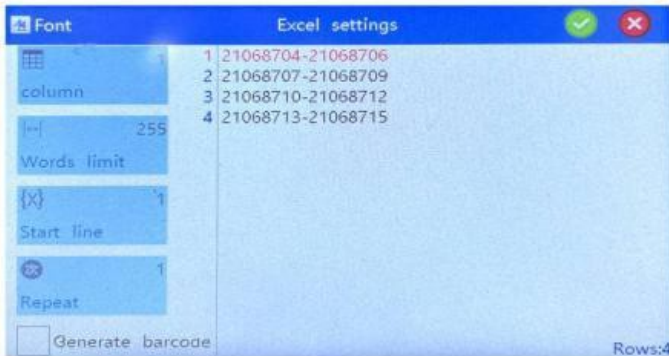 Font Excel settings
column 1
Words limit 255
Start line 1
Repeat 1
Generate barcode
1 21068704-21068706
2 21068707-21068709
3 21068710-21068712
4 21068713-21068715
Rows:4